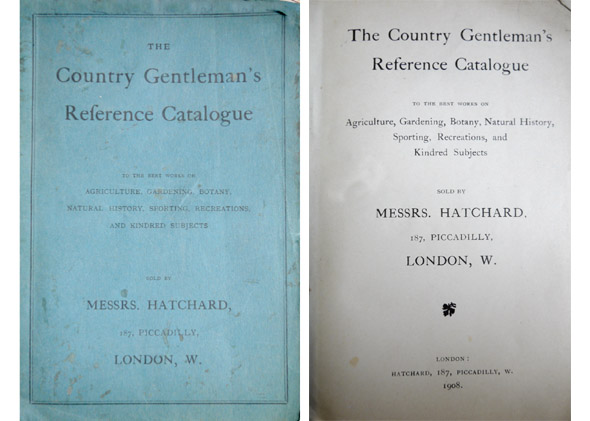 THE
Country Gentleman's
Reference Catalogue
TO THE BEST WORKS ON
AGRICULTURE, GARDENING, BOTANY,
NATURAL HISTORY, SPORTING, RECREATIONS,
AND KINDRED SUBJECTS
SOLD BY
MESSRS. HATCHARD,
187, PICCADILLY,
LONDON, W.
The Country Gentleman's
Reference Catalogue
TO THE BEST WORKS ON
Agriculture, Gardening, Botany, Natural History,
Sporting, Recreations, and
Kindred Subjects
SOLD BY
MESSRS. HATCHARD,
187, PICCADILLY,
LONDON, W.
LONDON:
HATCHARD, 187, PICCADILLY, W.
1908.